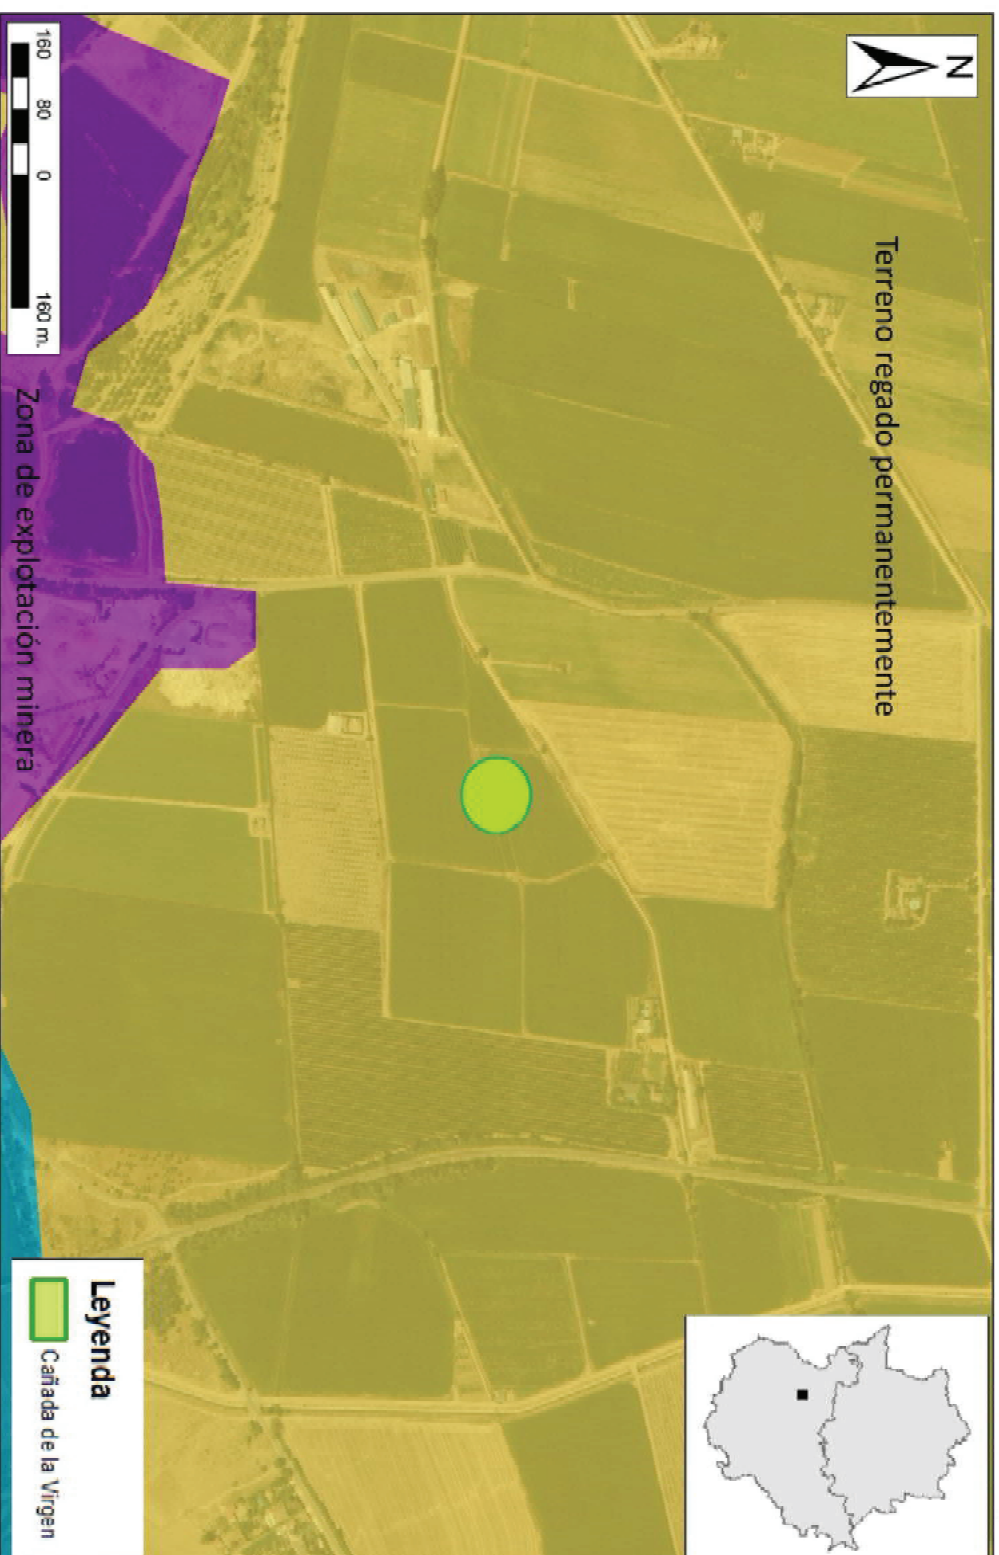 N
Terreno regado permanentemente
160 80 0 160 m.
Zona de explotación minera
Leyenda
Cañada de la Virgen